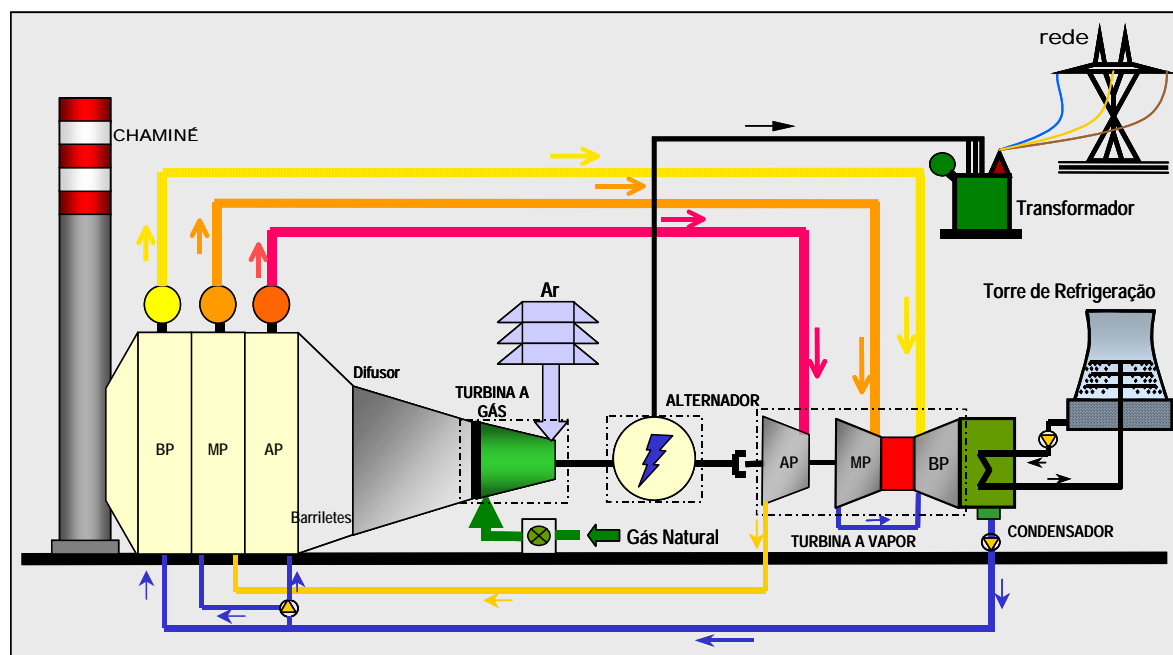 rede
CHAMINÉ
Transformador
Ar
Torre de Refrigeração
Difusor
TURBINA A
GÁS
ALTERNADOR
BP
MP
AP
AP
MP
BP
Barriletes
Gás Natural
TURBINA A VAPOR
CONDENSADOR